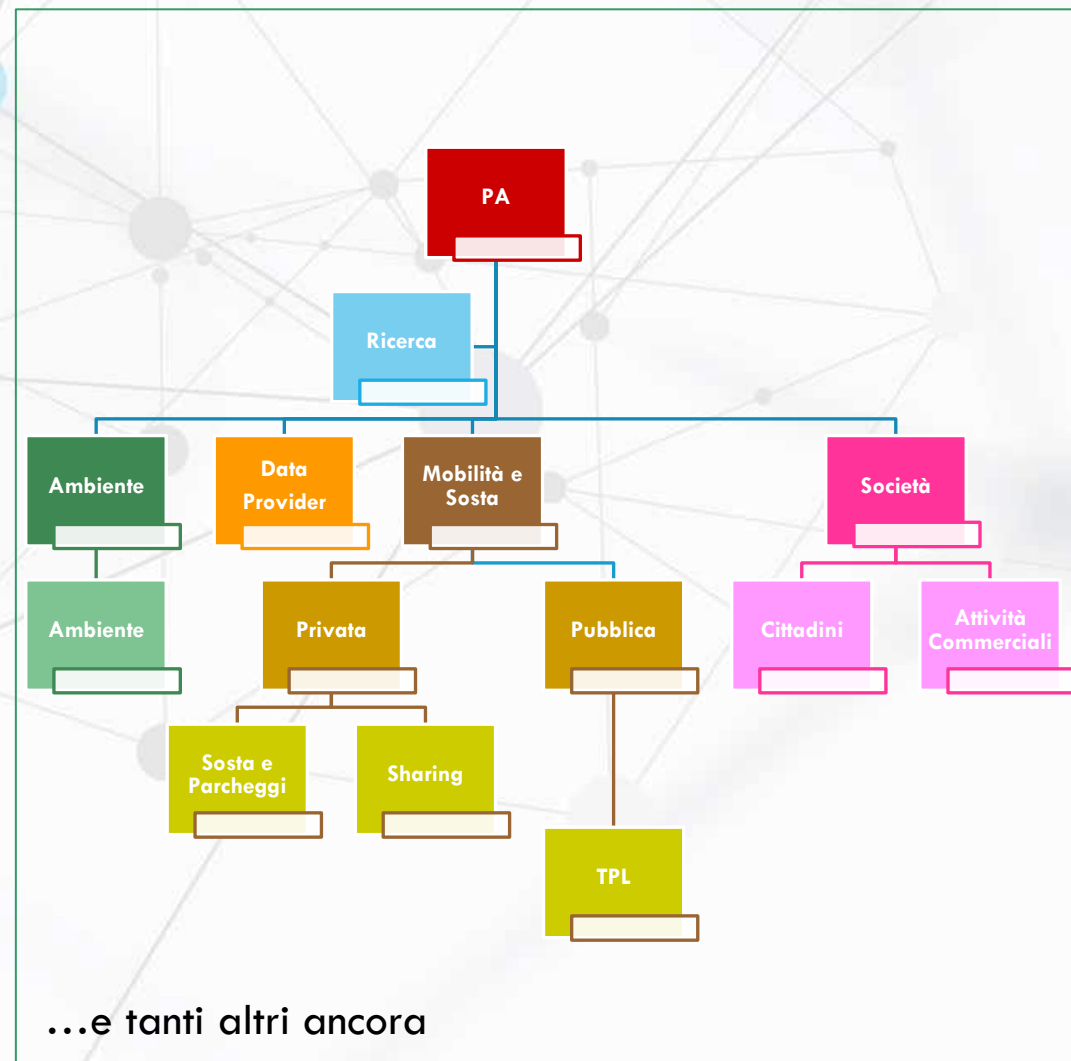 PA
Ricerca
Ambiente
Data
Provider
Mobilità e
Sosta
Società
Ambiente
Privata
Pubblica
Cittadini
Attività
Commerciali
Sosta e
Parcheggi
Sharing
TPL
...e tanti altri ancora